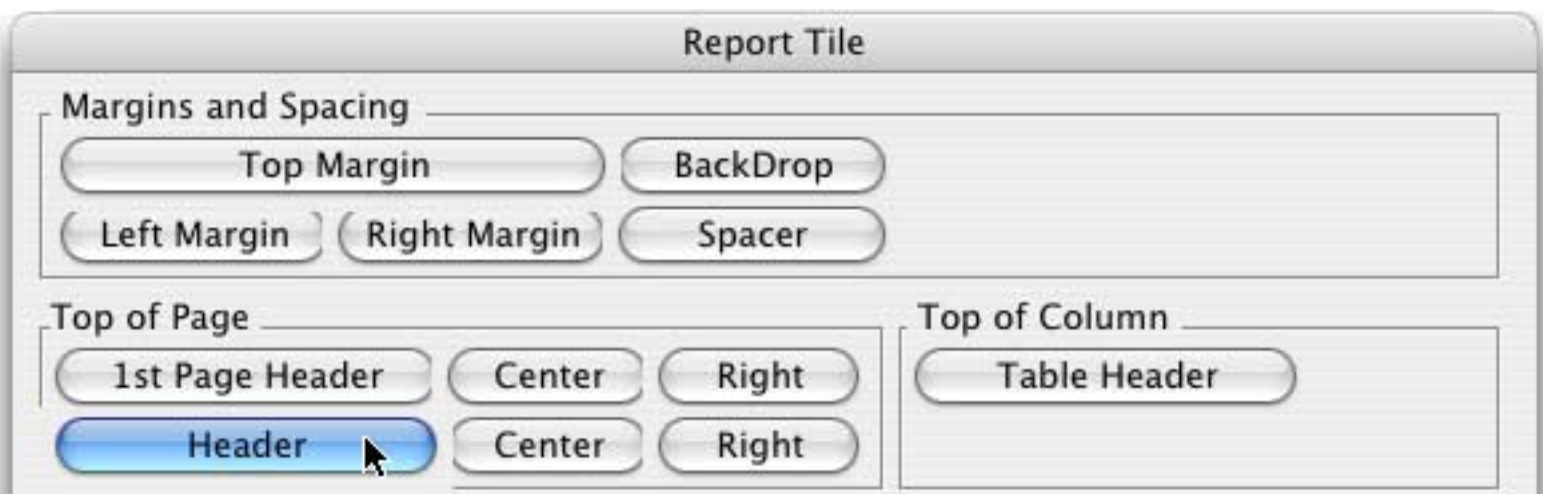 Report Tile
Margins and Spacing
Top Margin BackDrop
Left Margin Right Margin Spacer
Top of Page Top of Column
1st Page Header Center Right Table Header
Header Center Right